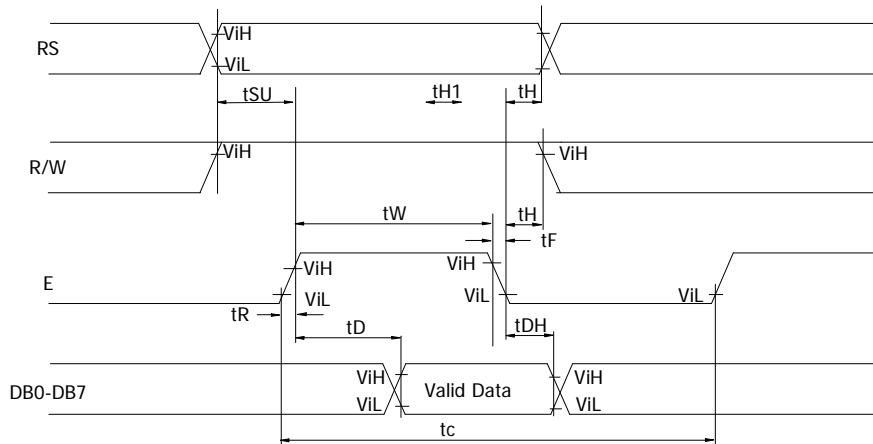 RS
ViH
ViL
tSU
tH1
tH
R/W
ViH
ViH
tW
tH
tF
E
ViH
ViL
ViH
ViL
ViL
tR
tD
tDH
DB0-DB7
ViH
ViL
Valid Data
ViH
ViL
tc